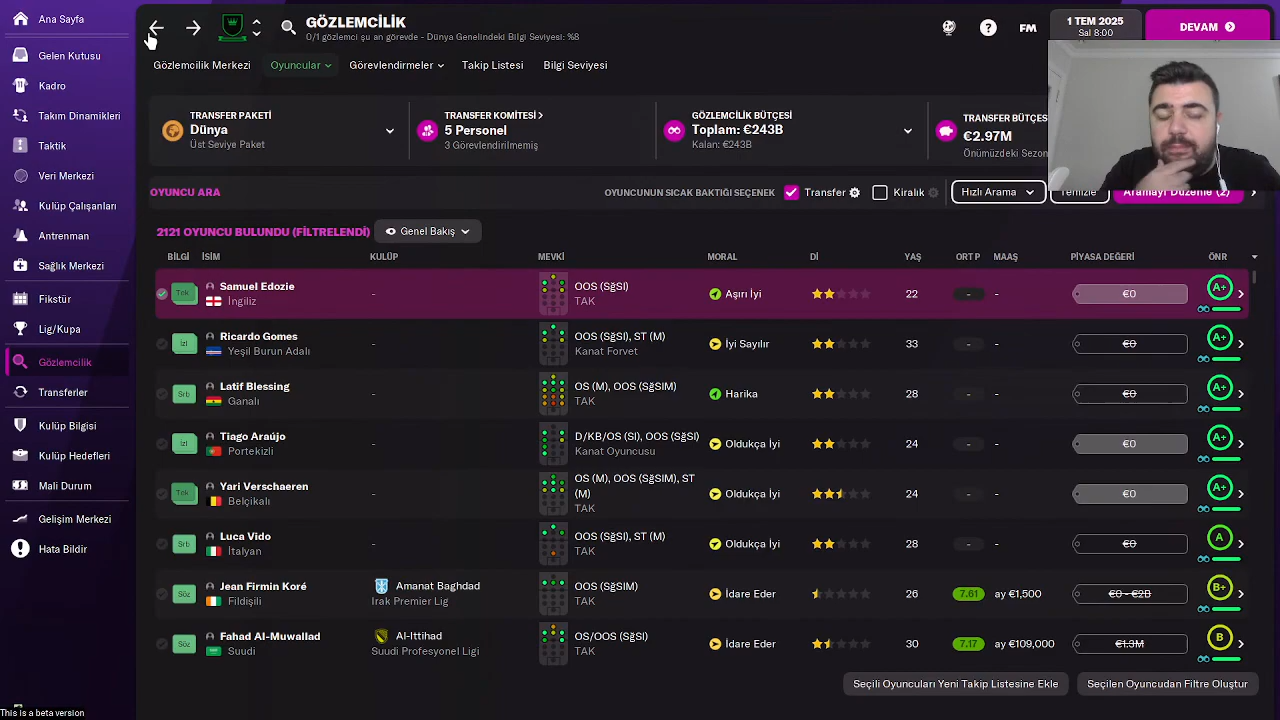 Ana Sayfa
Gelen Kutusu
Kadro
Takım Dinamikleri
Taktik
Veri Merkezi
Kulüp Çalışanları
Antrenman
Sağlık Merkezi
Fikstür
Lig/Kupa
Gözlemcilik
Transferler
Kulüp Bilgisi
Kulüp Hedefleri
Mali Durum
Gelişim Merkezi
Hata Bildir
This is a beta version
GÖZLEMCİLİK
0/1 gözlemci şu an görevde - Dünya Genelindeki Bilgi Seviyesi: %8
FM
1 TEM 2025
Sal 8:00
DEVAM
Gözlemcilik Merkezi
Oyuncular
Görevlendirmeler
Takip Listesi
Bilgi Seviyesi
TRANSFER PAKETİ
Dünya
Üst Seviye Paket
TRANSFER KOMİTESİ
5 Personel
3 Görevlendirilmemiş
GÖZLEMCİLİK BÜTÇESİ
Toplam: €243B
Kalan: €243B
TRANSFER BÜTÇES
€2.97M
Önümüzdeki Sezon
OYUNCU ARA
OYUNCUNUN SICAK BAKTIĞI SEÇENEK
Transfer
Kiralık
Hızlı Arama
Temizle
Aramayı Düzenle (2)
2121 OYUNCU BULUNDU (FİLTRELENDİ)
Genel Bakış
BİLGİ İSİM KULÜP MEVKİ MORAL Dİ YAŞ ORT P MAAŞ PİYASA DEĞERİ ÖNR
Tek Samuel Edozie - OOS (SğSl) Aşırı İyi 22 - - €0 A+
İngiliz TAK
İzl Ricardo Gomes - OOS (SğSl), ST (M) İyi Sayılır 33 - - €0 A+
Yeşil Burun Adalı Kanat Forvet
Srb Latif Blessing - OS (M), OOS (SğSlM) Harika 28 - - €0 A+
Ganalı TAK
İzl Tiago Araújo - D/KB/OS (Sl), OOS (SğSl) Oldukça İyi 24 - - €0 A+
Portekizli Kanat Oyuncusu
Tek Yari Verschaeren - OS (M), OOS (SğSl), ST (M) Oldukça İyi 24 - - €0 A+
Belçikalı TAK
Srb Luca Vido - OOS (SğSl), ST (M) Oldukça İyi 28 - - €0 A
İtalyan TAK
Söz Jean Firmin Koré Amanat Baghdad OOS (SğSlM) İdare Eder 26 7.61 ay €1,500 €0 - €2B B+
Fildişili Irak Premier Lig TAK
Söz Fahad Al-Muwallad Al-Ittihad OS/OOS (SğSl) İdare Eder 30 7.17 ay €109,000 €1.3M B
Suudi Suudi Profesyonel Ligi TAK
Seçili Oyuncuları Yeni Takip Listesine Ekle
Seçilen Oyuncudan Filtre Oluştur